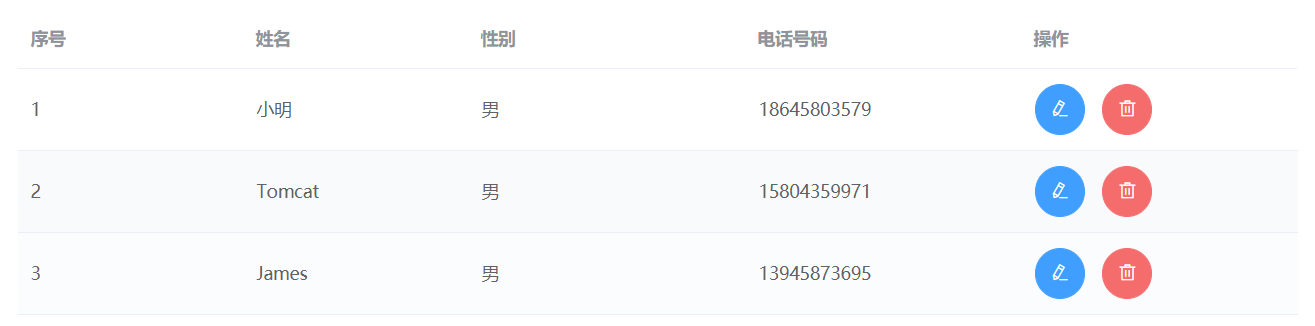 序号 姓名 性别 电话号码 操作
1 小明 男 18645803579
2 Tomcat 男 15804359971
3 James 男 13945873695